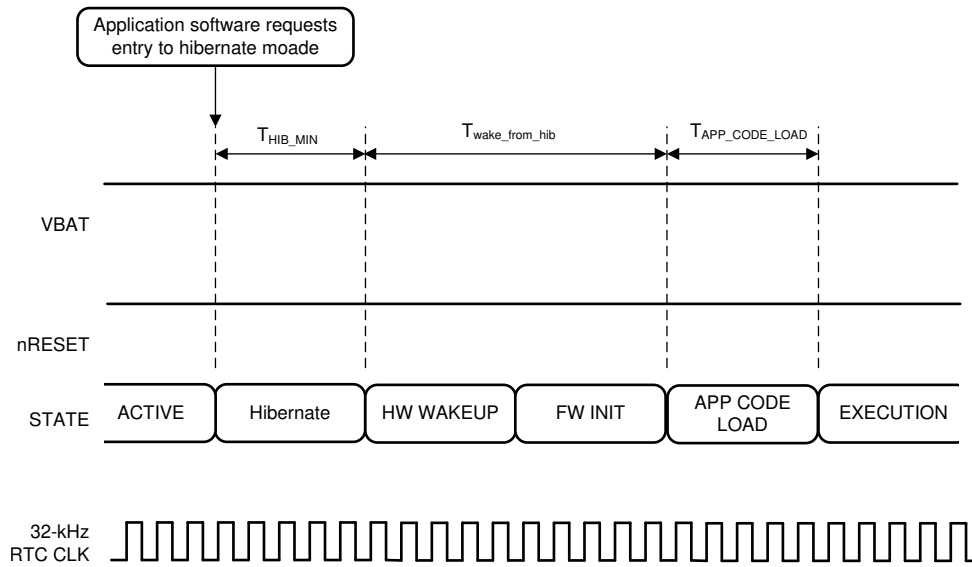 Application software requests
entry to hibernate moade
THIB_MIN
Twake_from_hib
TAPP_CODE_LOAD
VBAT
nRESET
STATE
ACTIVE
Hibernate
HW WAKEUP
FW INIT
APP CODE
LOAD
EXECUTION
32-kHz
RTC CLK